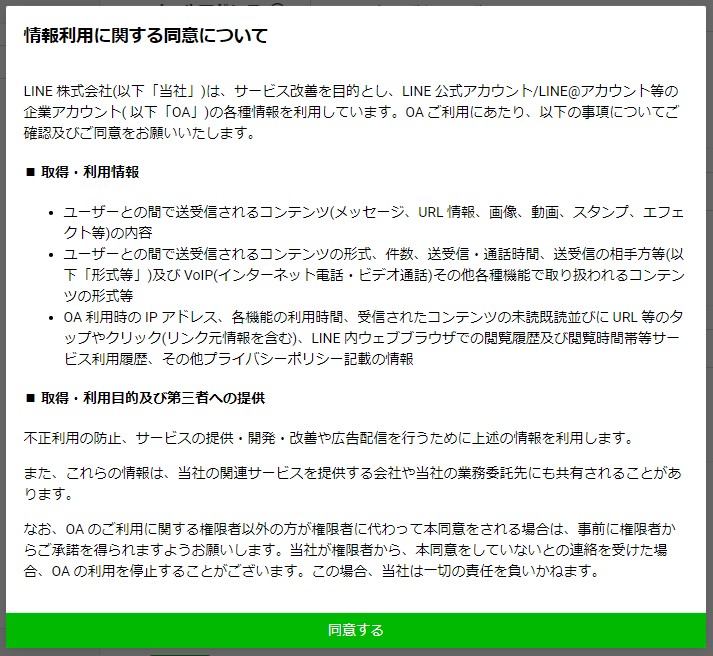 情報利用に関する同意について
LINE 株式会社(以下「当社」)は、サービス改善を目的とし、LINE 公式アカウント/LINE@アカウント等の
企業アカウント( 以下「OA」)の各種情報を利用しています。OA ご利用にあたり、以下の事項についてご
確認及びご同意をお願いいたします。
■ 取得・利用情報
• ユーザーとの間で送受信されるコンテンツ(メッセージ、URL 情報、画像、動画、スタンプ、エフェ
クト等)の内容
• ユーザーとの間で送受信されるコンテンツの形式、件数、送受信・通話時間、送受信の相手方等(以
下「形式等」)及び VoIP(インターネット電話・ビデオ通話)その他各種機能で取り扱われるコンテン
ツの形式等
• OA 利用時の IP アドレス、各機能の利用時間、受信されたコンテンツの未読既読並びに URL 等のタ
ップやクリック(リンク元情報を含む)、LINE 内ウェブブラウザでの閲覧履歴及び閲覧時間帯等サー
ビス利用履歴、その他プライバシーポリシー記載の情報
■ 取得・利用目的及び第三者への提供
不正利用の防止、サービスの提供・開発・改善や広告配信を行うために上述の情報を利用します。
また、これらの情報は、当社の関連サービスを提供する会社や当社の業務委託先にも共有されることがあ
ります。
なお、OA のご利用に関する権限者以外の方が権限者に代わって本同意をされる場合は、事前に権限者か
らご承諾を得られますようお願いします。当社が権限者から、本同意をしていないとの連絡を受けた場
合、OA の利用を停止することがございます。この場合、当社は一切の責任を負いかねます。
同意する